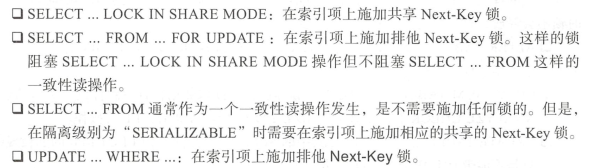 ❑ SELECT ... LOCK IN SHARE MODE：在索引项上施加共享 Next-Key 锁。
❑ SELECT ... FROM ... FOR UPDATE ：在索引项上施加排他 Next-Key 锁。这样的锁
阻塞 SELECT ... LOCK IN SHARE MODE 操作但不阻塞 SELECT ... FROM 这样的
一致性读操作。
❑ SELECT ... FROM 通常作为一个一致性读操作发生，是不需要施加任何锁的。但是，
在隔离级别为“SERIALIZABLE”时需要在索引项上施加相应的共享的 Next-Key 锁。
❑ UPDATE ... WHERE ...：在索引项上施加排他 Next-Key 锁。